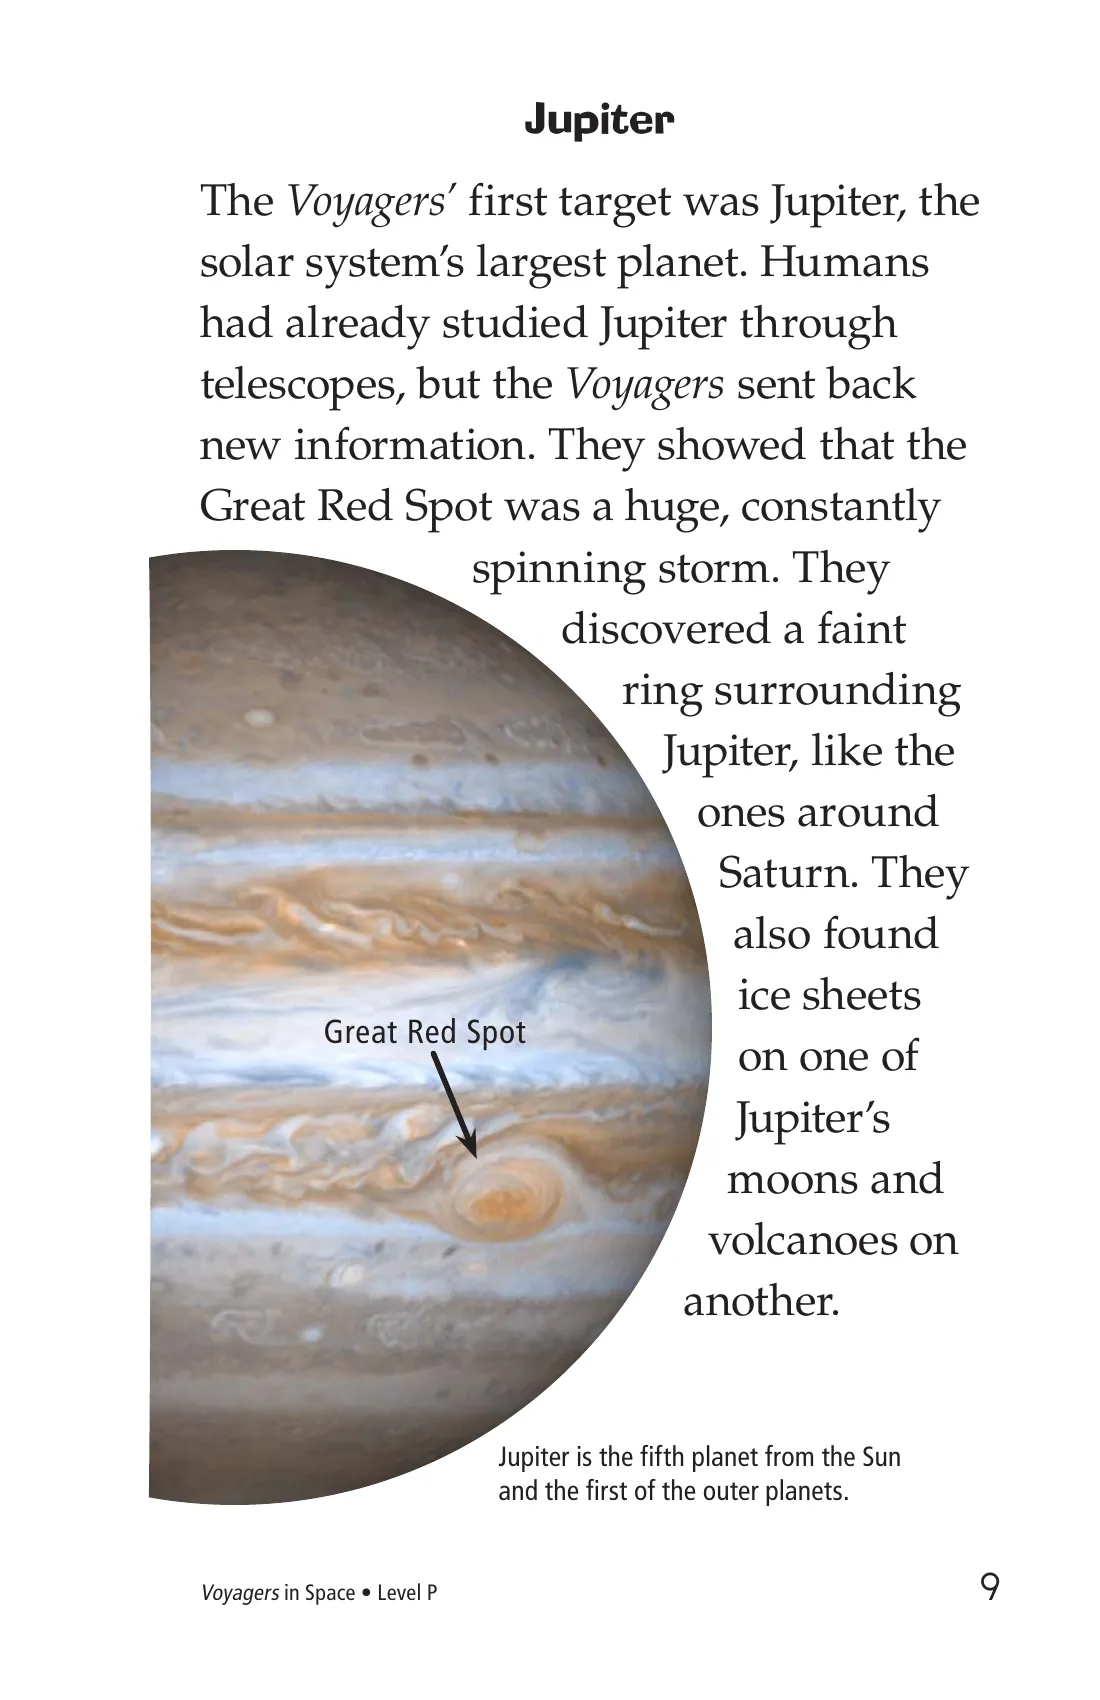 Jupiter
The Voyagers’ first target was Jupiter, the
solar system’s largest planet. Humans
had already studied Jupiter through
telescopes, but the Voyagers sent back
new information. They showed that the
Great Red Spot was a huge, constantly
spinning storm. They
discovered a faint
ring surrounding
Jupiter, like the
ones around
Saturn. They
also found
ice sheets
on one of
Jupiter’s
moons and
volcanoes on
another.
Great Red Spot
Jupiter is the fifth planet from the Sun
and the first of the outer planets.
Voyagers in Space • Level P
9